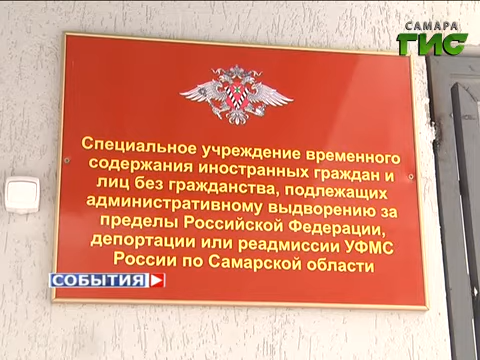 САМАРА
ГИС
Специальное учреждение временного
содержания иностранных граждан и
лиц без гражданства, подлежащих
административному выдворению за
пределы Российской Федерации,
депортации или реадмиссии УФМС
России по Самарской области
СОБЫТИЯ